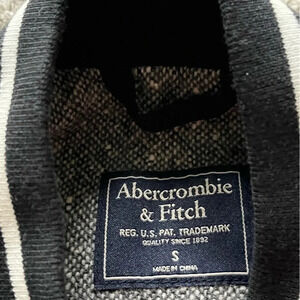 Abercrombie
& Fitch
REG. U.S. PAT. TRADEMARK
QUALITY SINCE 1892
S
MADE IN CHINA